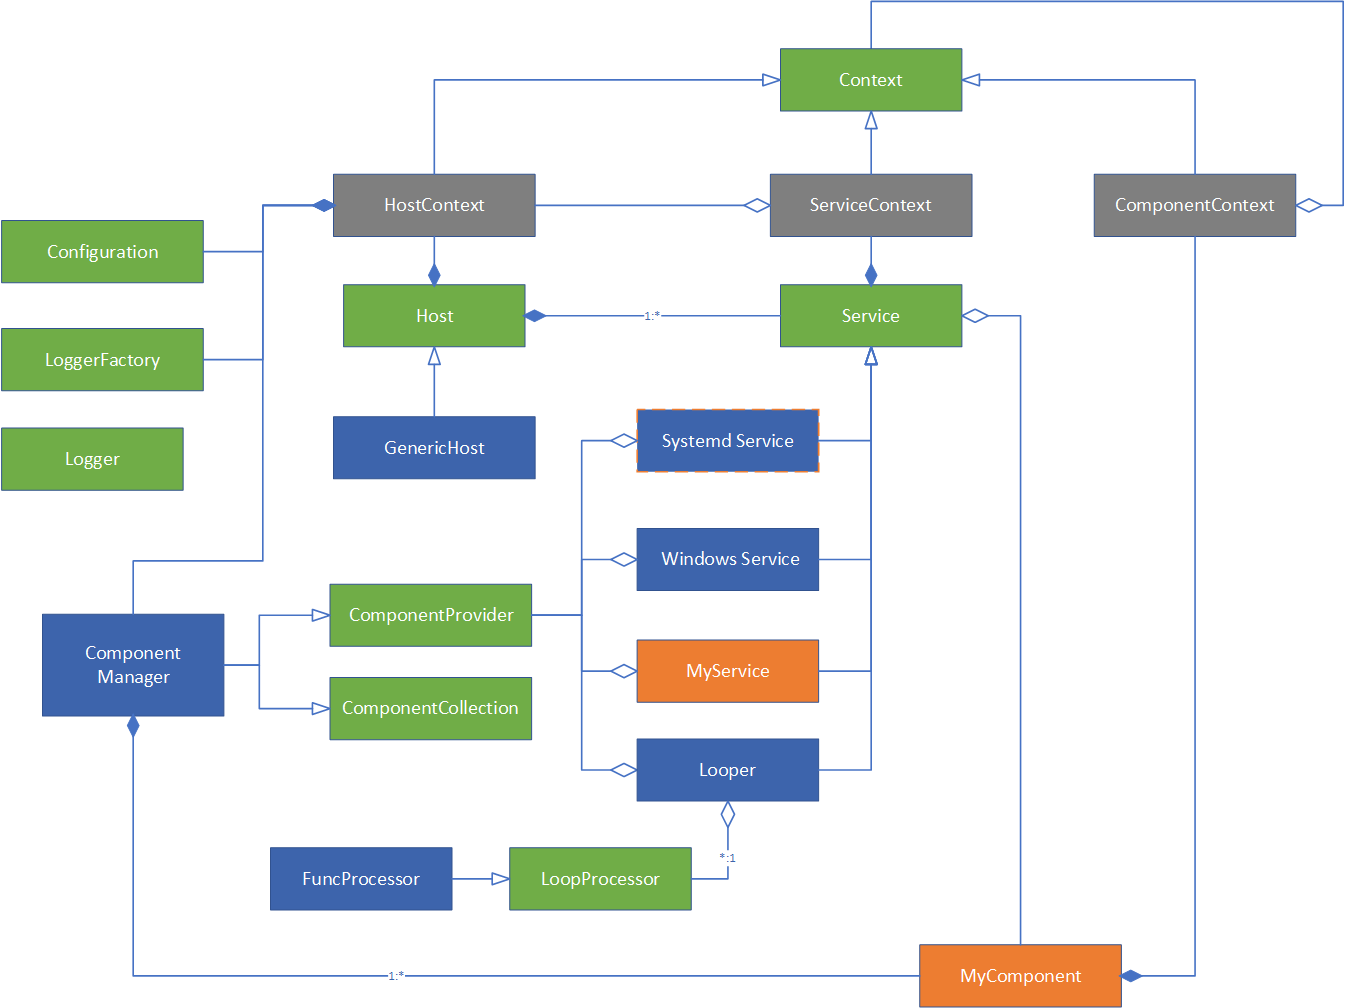 Context
HostContext
ServiceContext
ComponentContext
Configuration
Host
1:*
Service
LoggerFactory
Systemd Service
GenericHost
Logger
Windows Service
ComponentProvider
Component
Manager
MyService
ComponentCollection
Looper
*:1
FuncProcessor
LoopProcessor
1:*
MyComponent